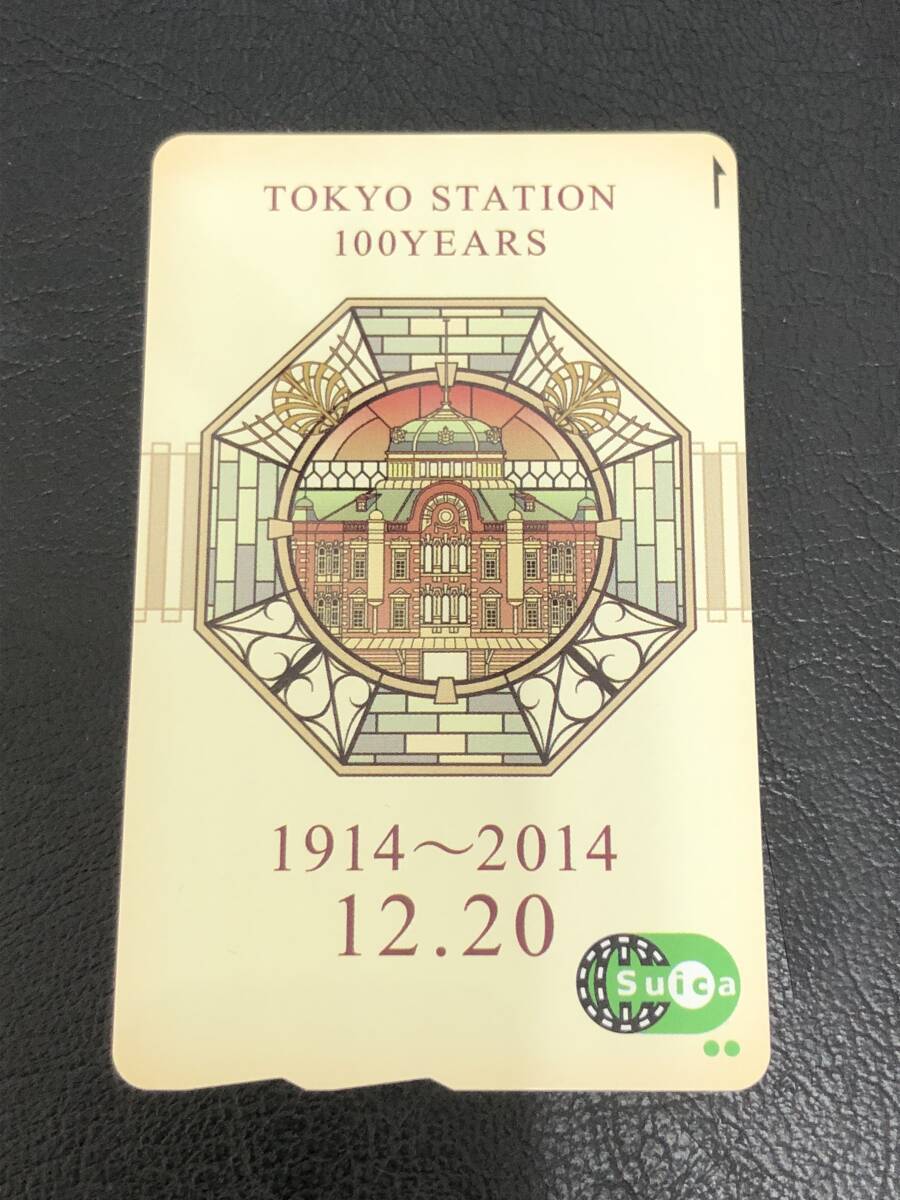 TOKYO STATION
100YEARS
1914～2014
12.20
Suica